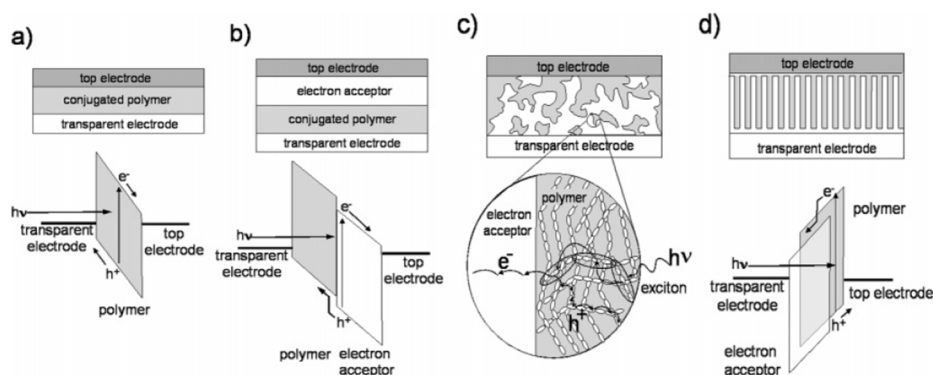 a)
top electrode
conjugated polymer
transparent electrode
e-
hν
transparent
electrode
top
electrode
h+
polymer
b)
top electrode
electron acceptor
conjugated polymer
transparent electrode
e-
hν
transparent
electrode
top
electrode
h+
polymer electron
acceptor
c)
top electrode
transparent electrode
polymer
electron
acceptor
e-
hν
exciton
h+
d)
top electrode
transparent electrode
e-
polymer
hν
transparent
electrode
top electrode
h+
electron
acceptor